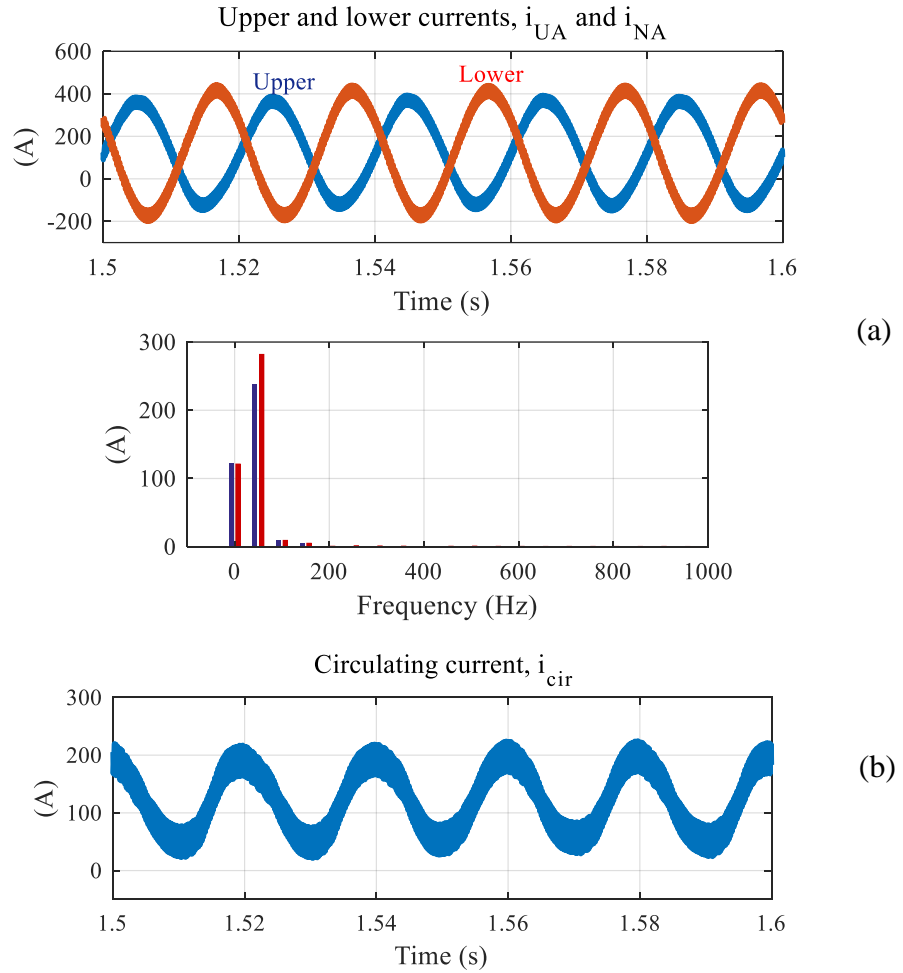 Upper and lower currents, i_UA and i_NA
600
400
200
0
-200
(A)
Upper
Lower
1.5 1.52 1.54 1.56 1.58 1.6
Time (s)
(a)
300
200
100
0
(A)
0 200 400 600 800 1000
Frequency (Hz)
Circulating current, i_cir
300
200
100
0
(A)
(b)
1.5 1.52 1.54 1.56 1.58 1.6
Time (s)